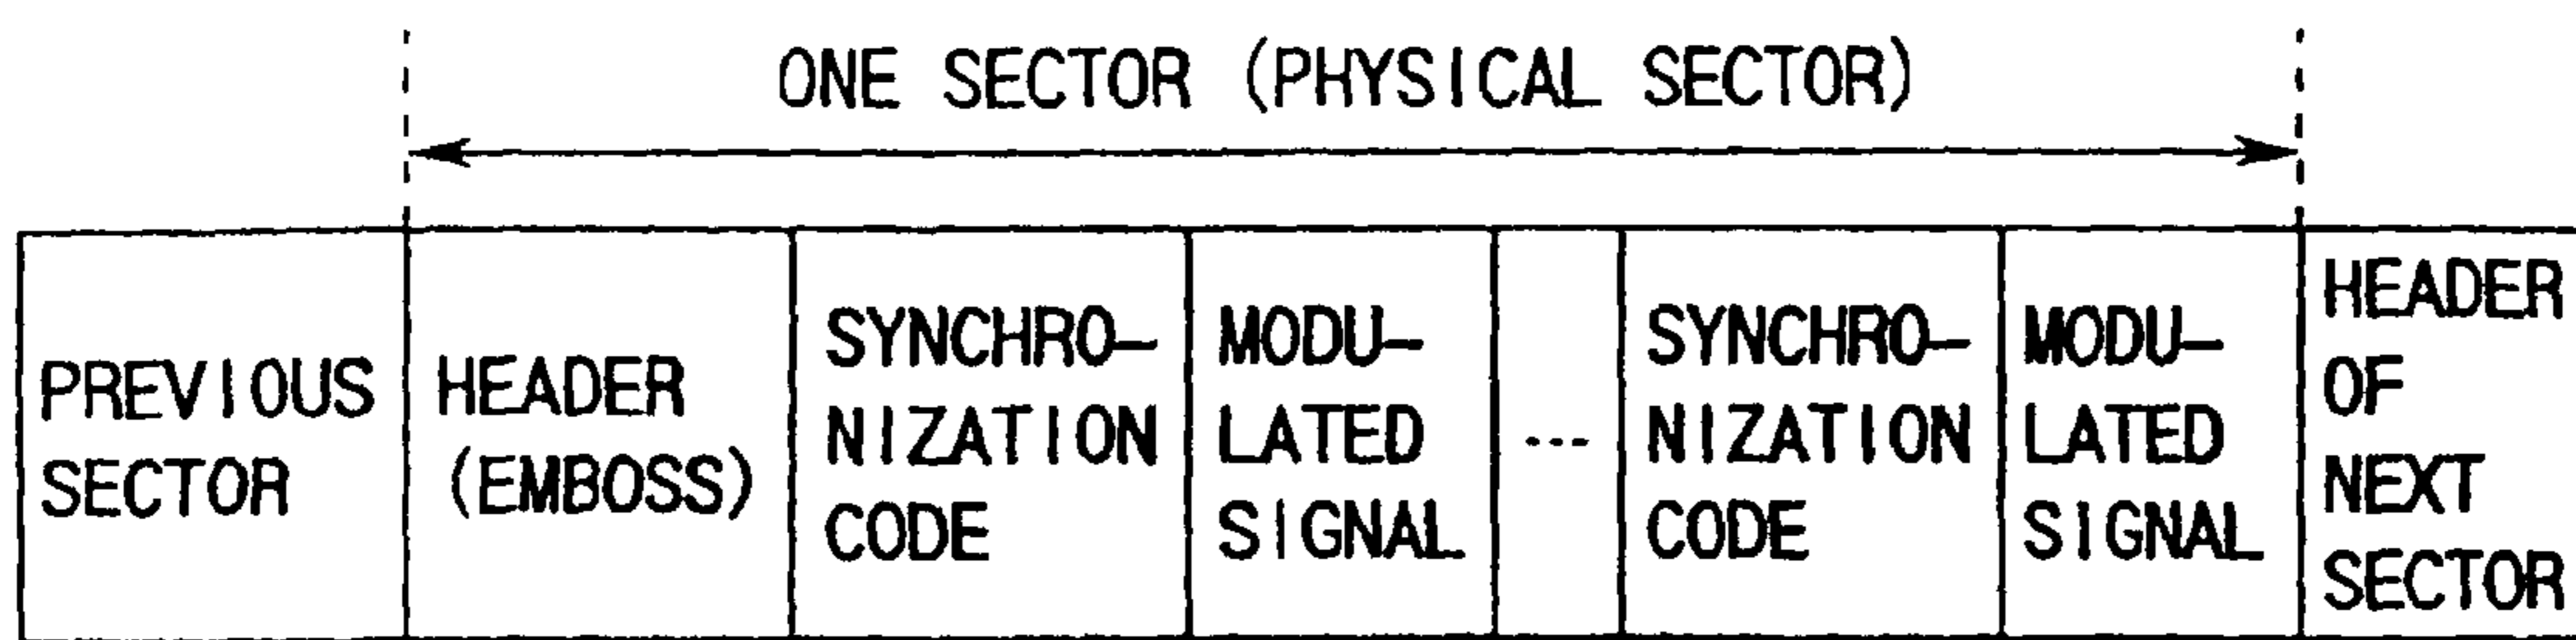 ONE SECTOR (PHYSICAL SECTOR)
PREVIOUS
SECTOR
HEADER
(EMBOSS)
SYNCHRO-
NIZATION
CODE
MODU-
LATED
SIGNAL
---
SYNCHRO-
NIZATION
CODE
MODU-
LATED
SIGNAL
HEADER
OF
NEXT
SECTOR